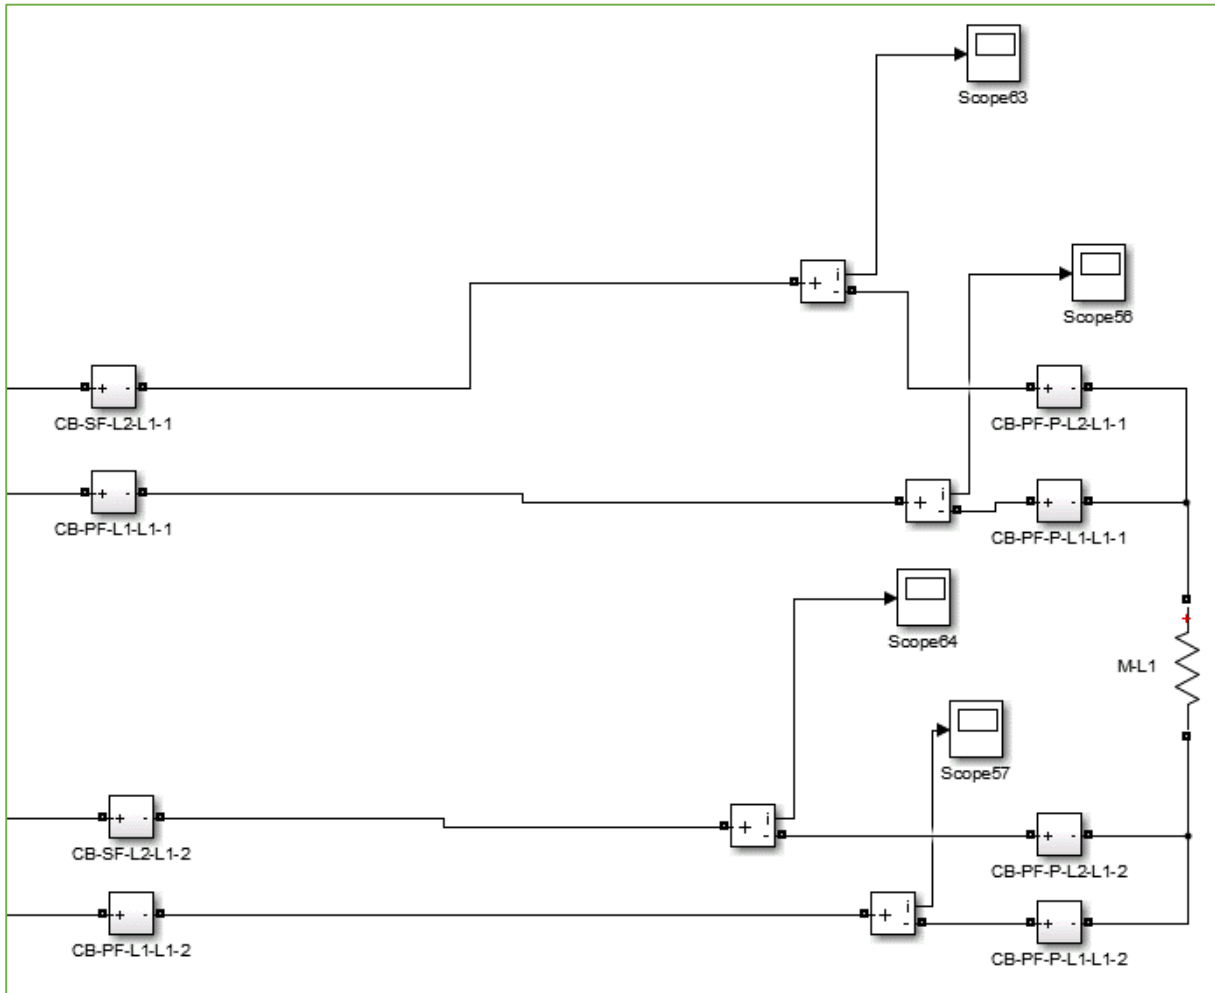 Scope63
i
+
-
Scope56
+ -
CB-SF-L2-L1-1
+ -
CB-PF-P-L2-L1-1
+ -
CB-PF-L1-L1-1
i
+
-
+ -
CB-PF-P-L1-L1-1
Scope64
+
M-L1
Scope57
+ -
CB-SF-L2-L1-2
i
+
-
+ -
CB-PF-P-L2-L1-2
+ -
CB-PF-L1-L1-2
i
+
-
+ -
CB-PF-P-L1-L1-2